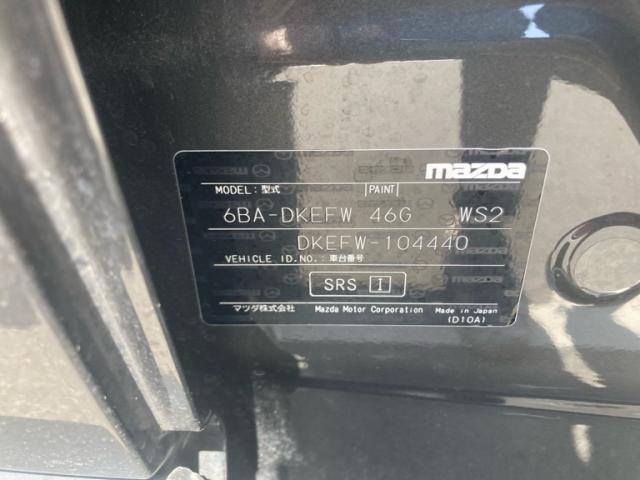 mazda
MODEL:型式 PAINT
6BA-DKEFW 46G WS2
DKEFW-104440
VEHICLE ID.NO.:車台番号
SRS I
マツダ株式会社 Mazda Motor Corporation Made in Japan
(D10A)